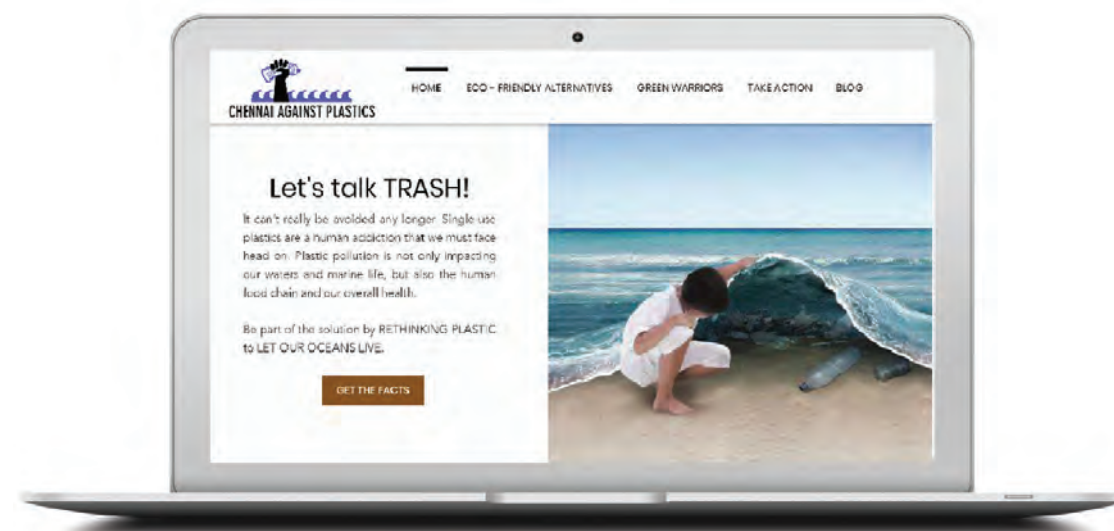 CHENNAI AGAINST PLASTICS
HOME ECO - FRIENDLY ALTERNATIVES GREEN WARRIORS TAKE ACTION BLOG
Let's talk TRASH!
It can't really be avoided any longer. Single-use
plastics are a human addiction that we must face
head on. Plastic pollution is not only impacting
our waters and marine life, but also the human
food chain and our overall health.
Be part of the solution by RETHINKING PLASTIC
to LET OUR OCEANS LIVE.
GET THE FACTS